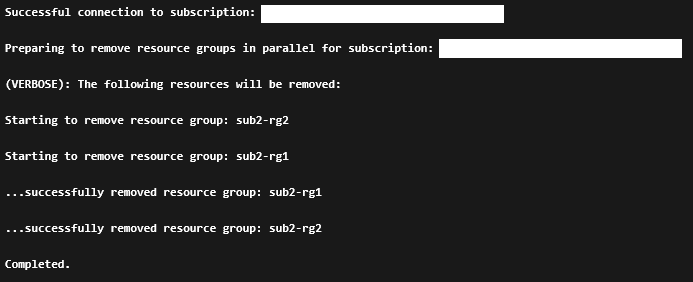 Successful connection to subscription:
Preparing to remove resource groups in parallel for subscription:
(VERBOSE): The following resources will be removed:
Starting to remove resource group: sub2-rg2
Starting to remove resource group: sub2-rg1
...successfully removed resource group: sub2-rg1
...successfully removed resource group: sub2-rg2
Completed.